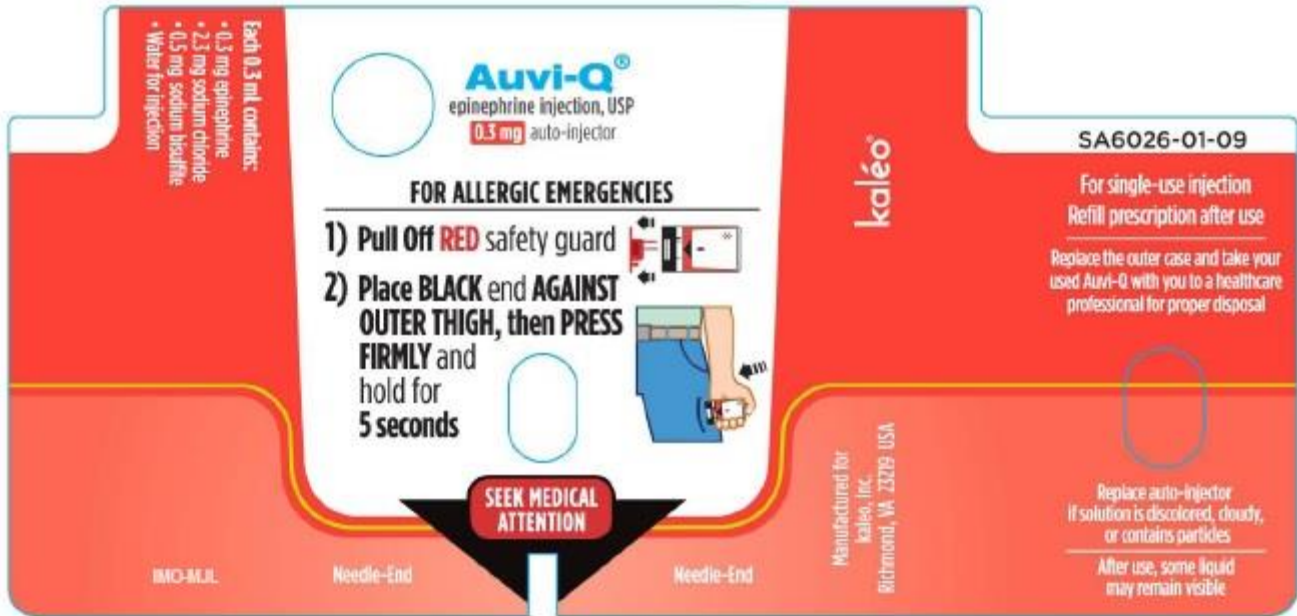 Each 0.3 ml contains:
• 0.3 mg epinephrine
• 2.3 mg sodium chloride
• 0.5 mg sodium bisulfite
• Water for injection
Auvi-Q®
epinephrine injection, USP
0.3 mg auto-injector
FOR ALLERGIC EMERGENCIES
1) Pull Off RED safety guard
2) Place BLACK end AGAINST
OUTER THIGH, then PRESS
FIRMLY and
hold for
5 seconds
SEEK MEDICAL
ATTENTION
IMO-MJL
Needle-End
Needle-End
kaléo®
Manufactured for
kaleo, Inc.
Richmond, VA 23219 USA
SA6026-01-09
For single-use injection
Refill prescription after use
Replace the outer case and take your
used Auvi-Q with you to a healthcare
professional for proper disposal
Replace auto-injector
if solution is discolored, cloudy,
or contains particles
After use, some liquid
may remain visible